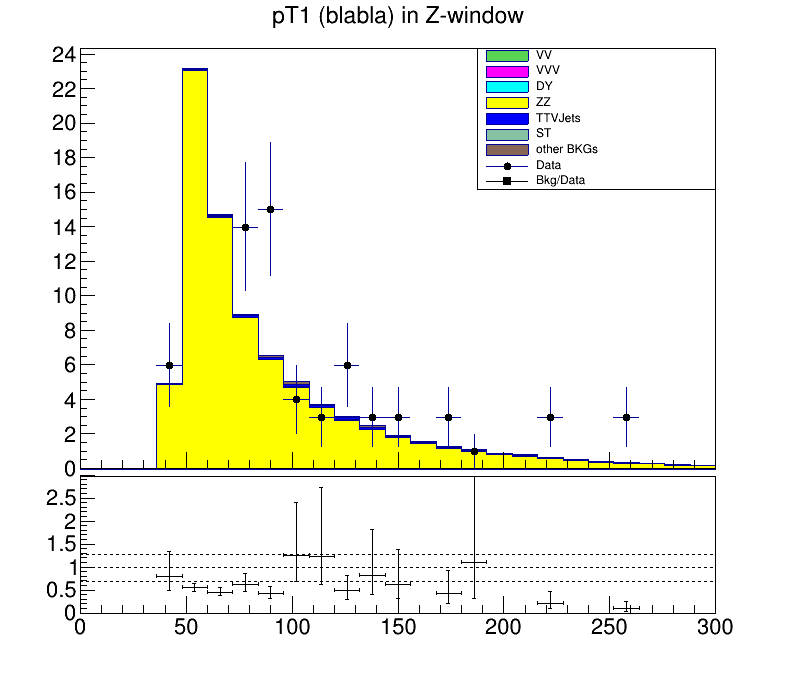 pT1 (blabla) in Z-window
VV
VVV
DY
ZZ
TTVJets
ST
other BKGs
Data
Bkg/Data
24
22
20
18
16
14
12
10
8
6
4
2
0
2.5
2
1.5
1
0.5
0
0 50 100 150 200 250 300